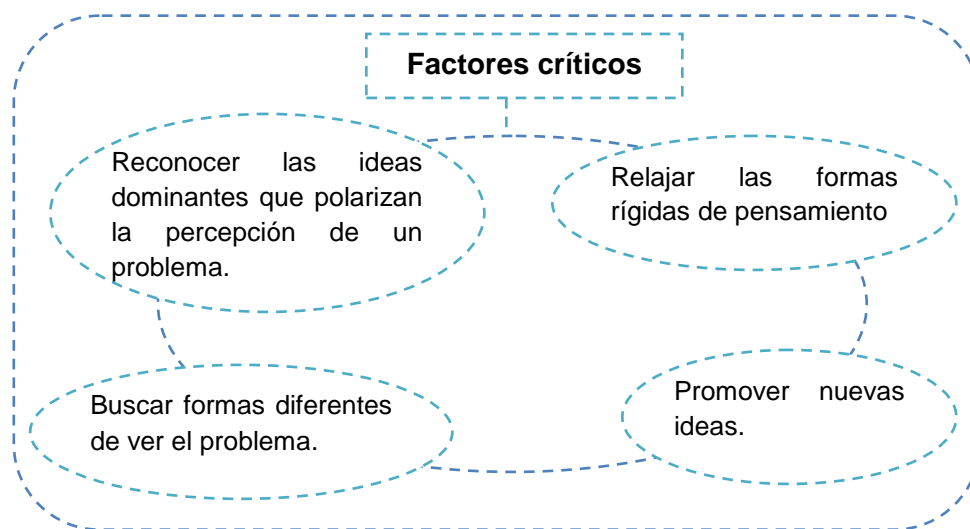 Factores críticos
Reconocer las ideas
dominantes que polarizan
la percepción de un
problema.
Relajar las formas
rígidas de pensamiento
Buscar formas diferentes
de ver el problema.
Promover nuevas
ideas.